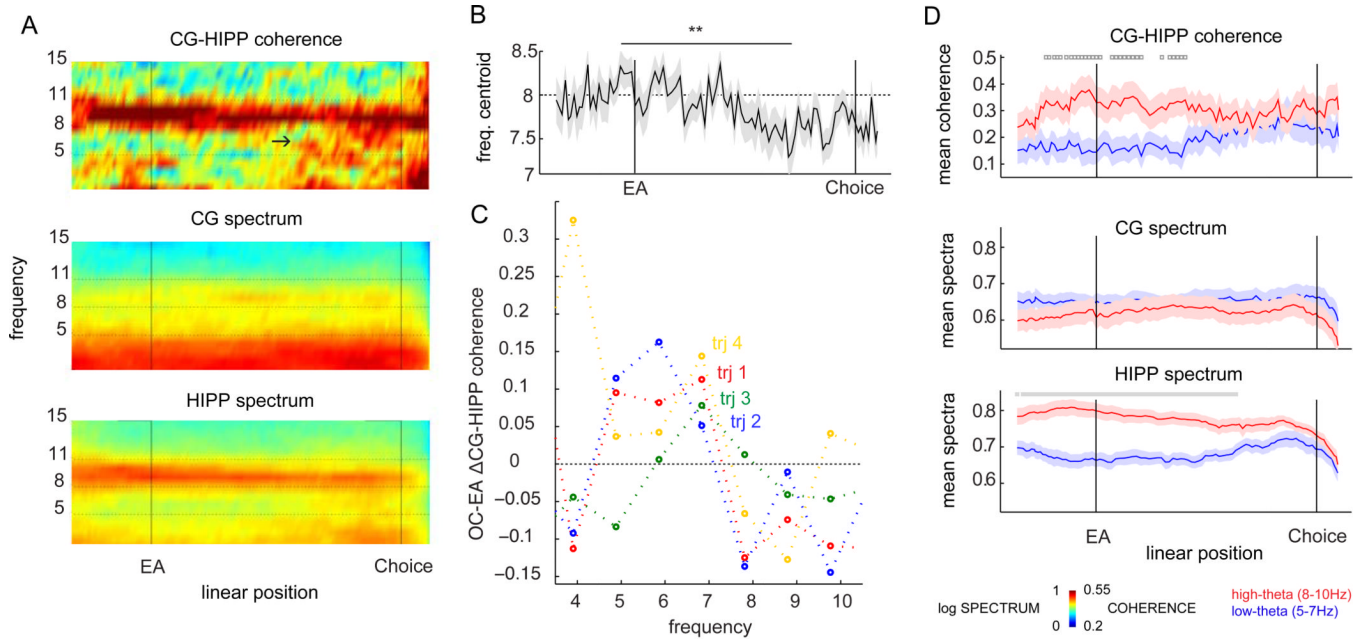 A
CG-HIPP coherence
15
11
8
5
CG spectrum
15
11
8
5
frequency
HIPP spectrum
15
11
8
5
EA
Choice
linear position
B
**
8.5
8
7.5
7
freq. centroid
EA
Choice
C
0.3
0.25
0.2
0.15
0.1
0.05
0
−0.05
−0.1
−0.15
OC-EA ΔCG-HIPP coherence
trj 4
trj 1
trj 3
trj 2
4 5 6 7 8 9 10
frequency
D
CG-HIPP coherence
0.5
0.4
0.3
0.2
0.1
mean coherence
CG spectrum
0.8
0.7
0.6
mean spectra
HIPP spectrum
0.8
0.7
0.6
mean spectra
EA
Choice
linear position
log SPECTRUM
1
0
0.55
0.2
COHERENCE
high-theta (8-10Hz)
low-theta (5-7Hz)